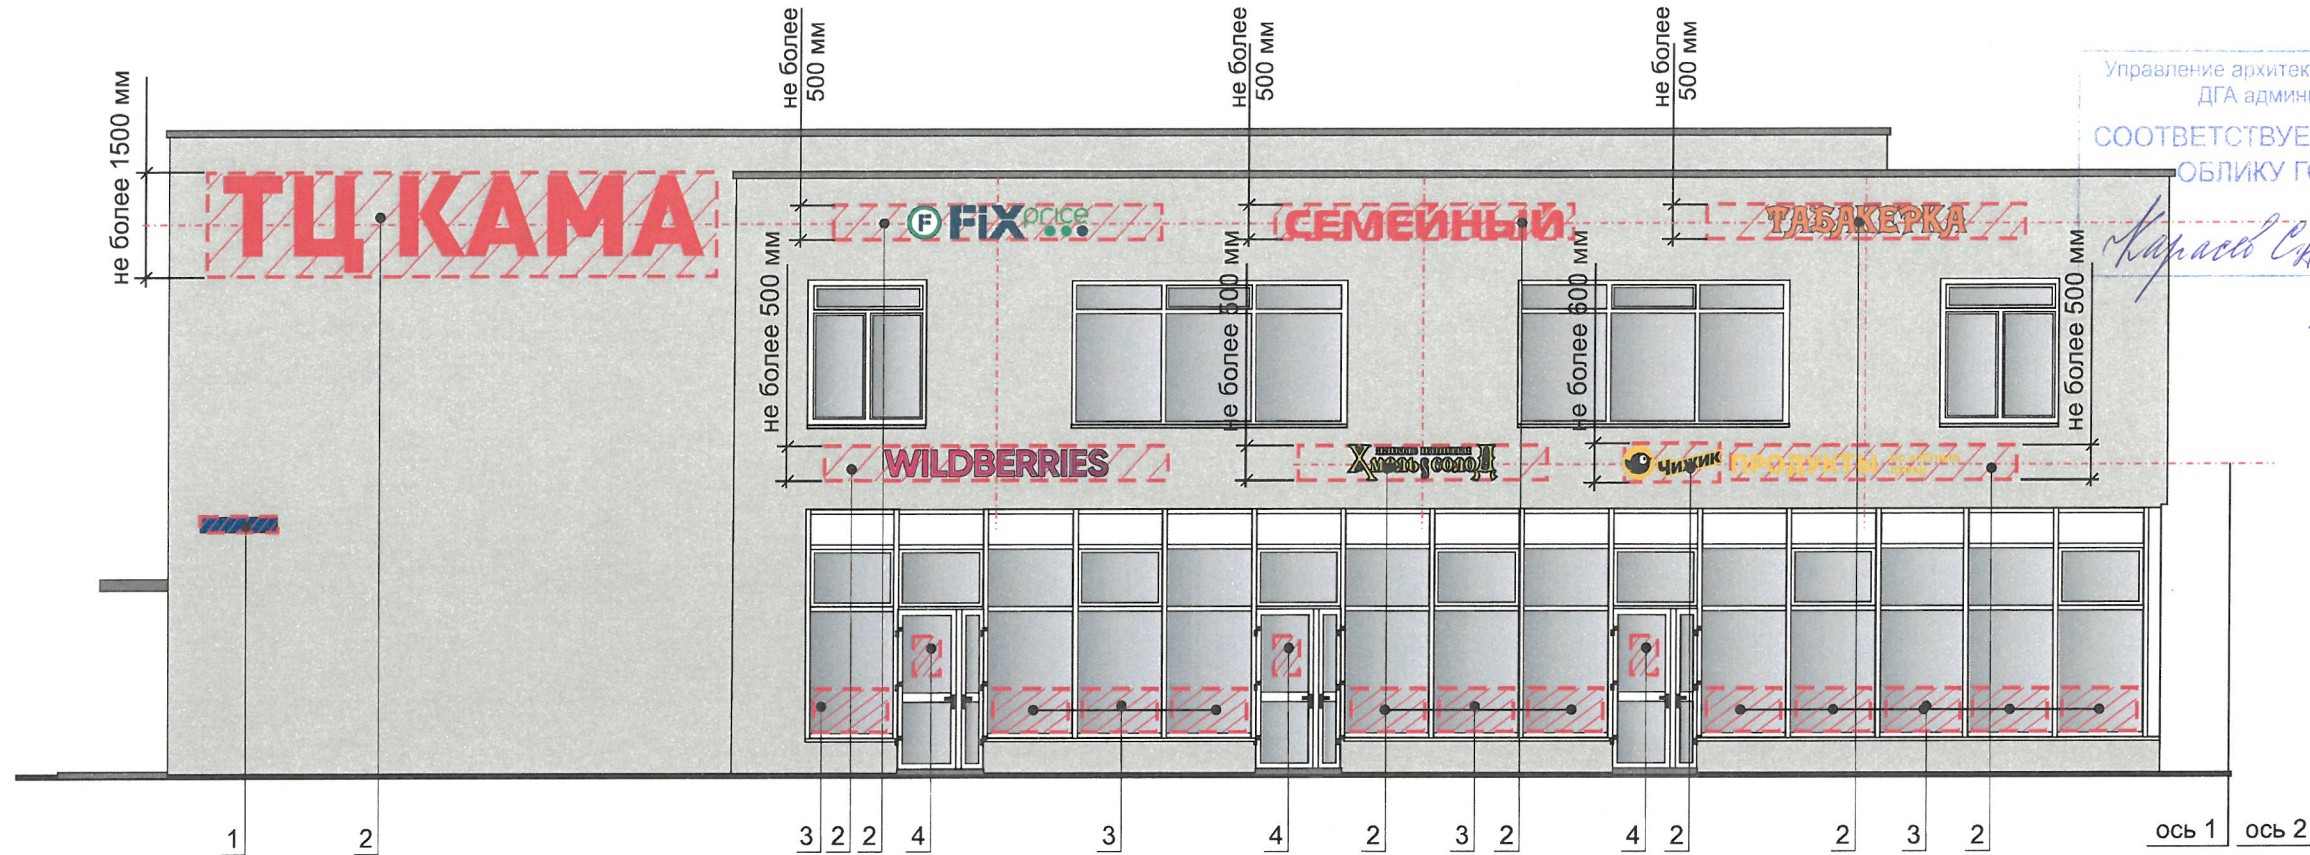 не более
500 мм
не более
500 мм
не более
500 мм
Управление архитек
ДГА админи
СООТВЕТСТВУЕ
ОБЛИКУ Г
Карасев С
не более 1500 мм
ТЦ КАМА
F FiX price
СЕМЕЙНЫЙ
ТАБАКЕРКА
не более 500 мм
не более 500 мм
не более 600 мм
не более 500 мм
WILDBERRIES
Хмель Солод
Чижик
ПРОДУКТЫ
1 2 3 2 2 4 3 4 2 3 2 4 2 2 3 2 ось 1 ось 2